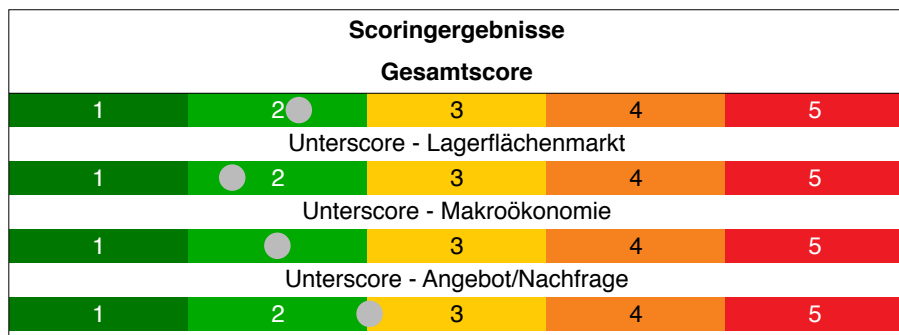 Scoringergebnisse
Gesamtscore
1 2 3 4 5
Unterscore - Lagerflächenmarkt
1 2 3 4 5
Unterscore - Makroökonomie
1 3 4 5
Unterscore - Angebot/Nachfrage
1 2 3 4 5